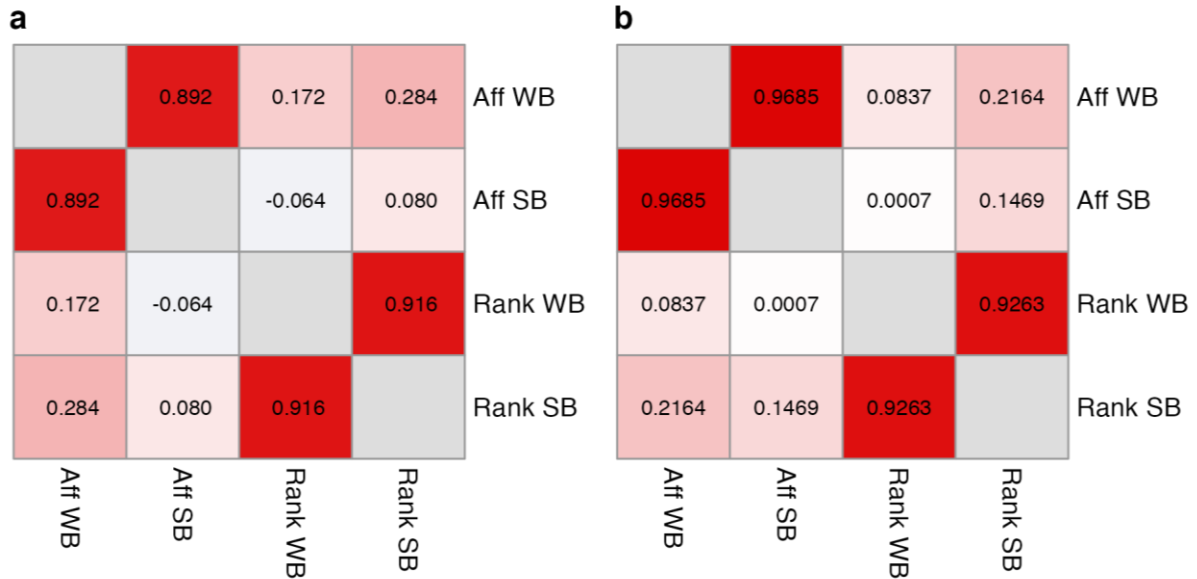 a
0.892 0.172 0.284 Aff WB
0.892 -0.064 0.080 Aff SB
0.172 -0.064 0.916 Rank WB
0.284 0.080 0.916 Rank SB
Aff WB
Aff SB
Rank WB
Rank SB
b
0.9685 0.0837 0.2164 Aff WB
0.9685 0.0007 0.1469 Aff SB
0.0837 0.0007 0.9263 Rank WB
0.2164 0.1469 0.9263 Rank SB
Aff WB
Aff SB
Rank WB
Rank SB